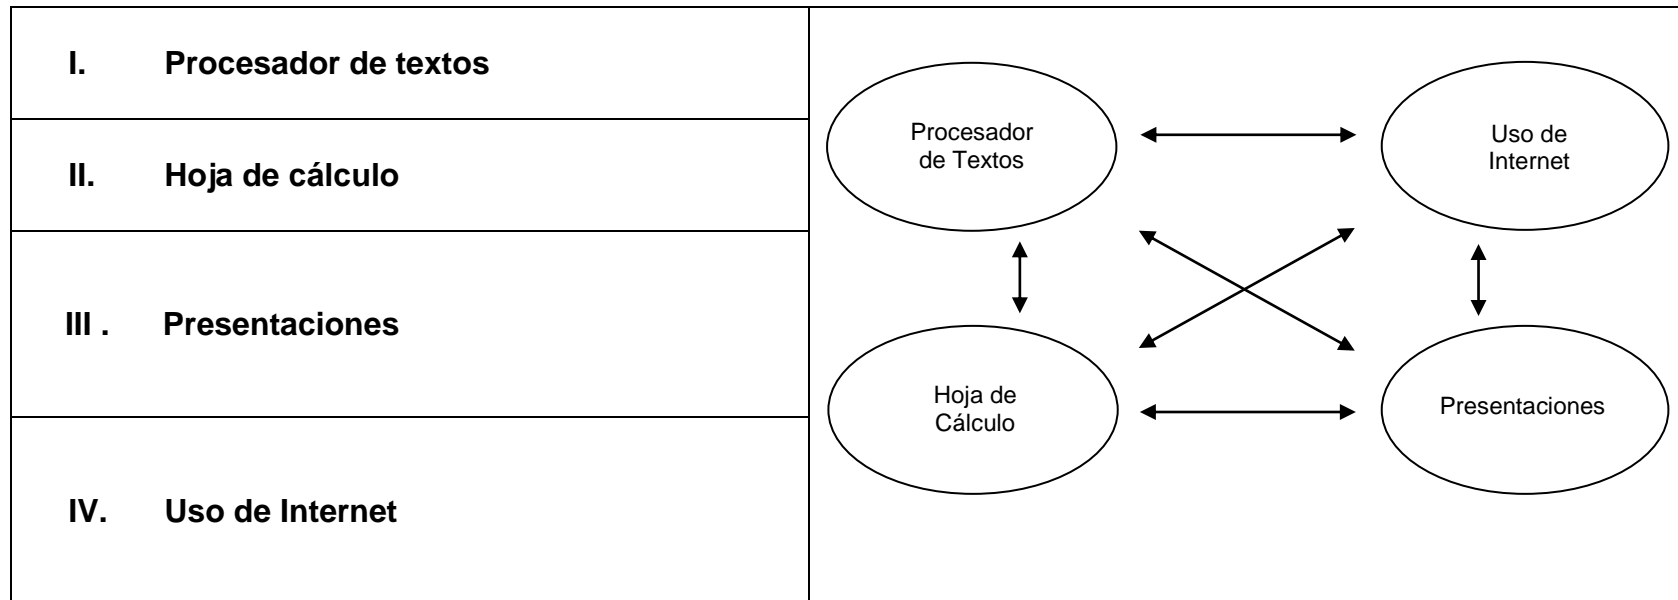 I. Procesador de textos
II. Hoja de cálculo
III . Presentaciones
IV. Uso de Internet
Procesador
de Textos
Uso de
Internet
Hoja de
Cálculo
Presentaciones